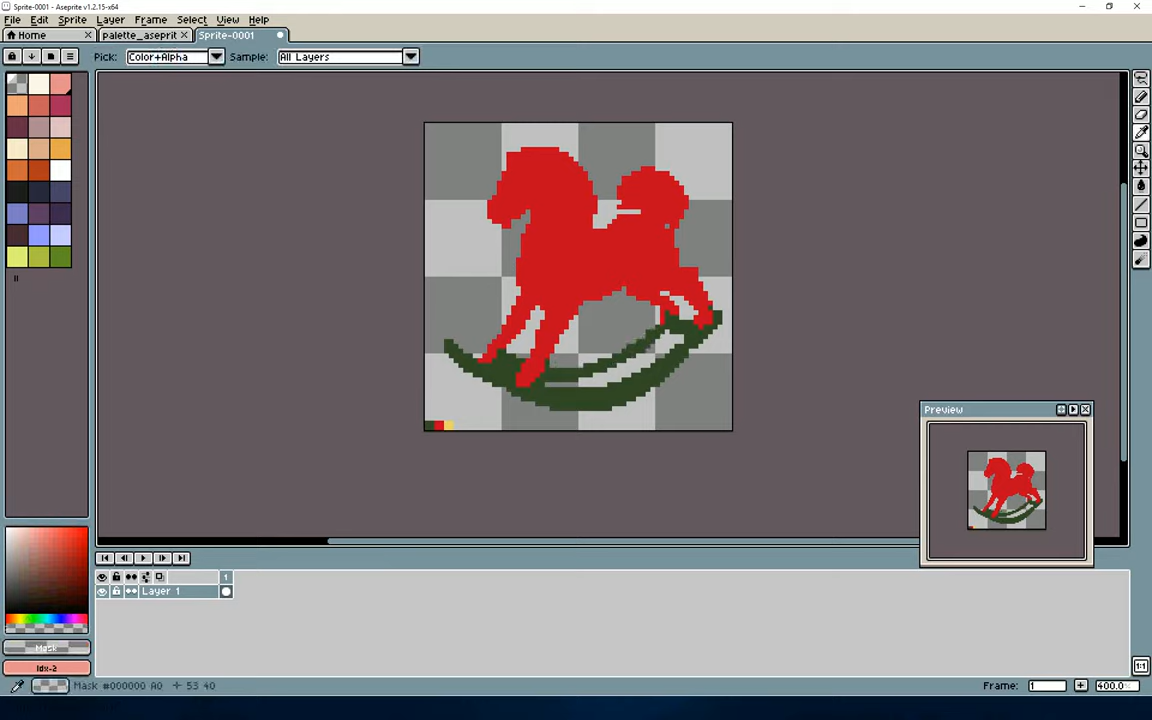 Sprite-0001 - Aseprite v1.2.15-x64
File Edit Sprite Layer Frame Select View Help
Home palette_aseprit Sprite-0001
Pick: Color+Alpha Sample: All Layers
Preview
1
Layer 1
Mask
Idx-2
Mask #000000 A0 53 40 Frame: 1 400.0 1:1